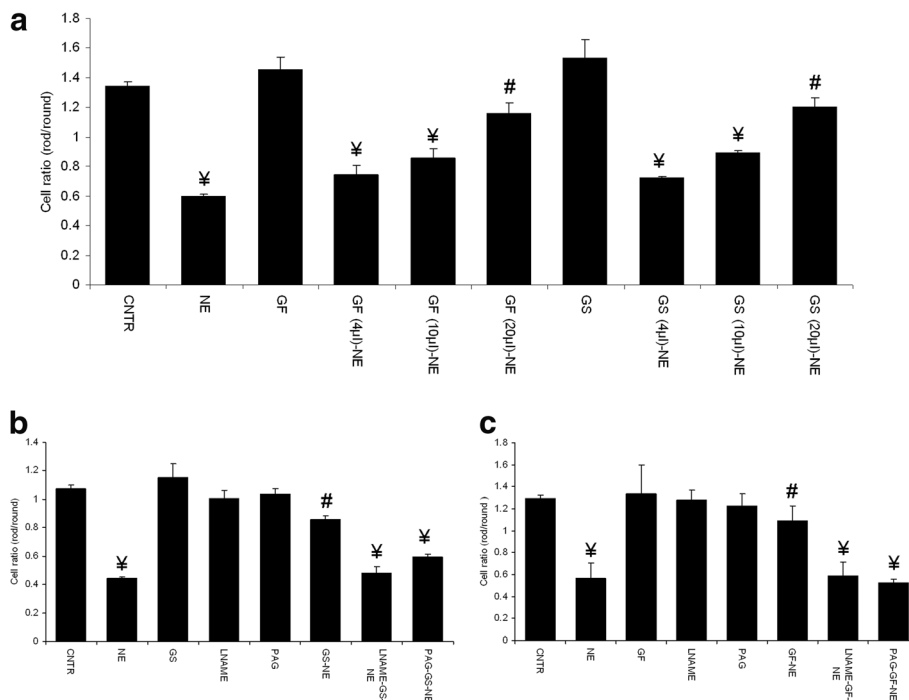 a
Cell ratio (rod/round)
1.8
1.6
1.4
1.2
1
0.8
0.6
0.4
0.2
0
¥
¥
¥
#
¥
¥
#
CNTR
NE
GF
GF (4µl)-NE
GF (10µl)-NE
GF (20µl)-NE
GS
GS (4µl)-NE
GS (10µl)-NE
GS (20µl)-NE
b
Cell ratio (rod/round)
1.4
1.2
1
0.8
0.6
0.4
0.2
0
¥
#
¥
¥
CNTR
NE
GS
LNAME
PAG
GS-NE
LNAME-GS-
NE
PAG-GS-NE
c
Cell ratio (rod/round )
1.8
1.6
1.4
1.2
1
0.8
0.6
0.4
0.2
0
¥
#
¥
¥
CNTR
NE
GF
LNAME
PAG
GF-NE
LNAME-GF-
NE
PAG-GF-NE